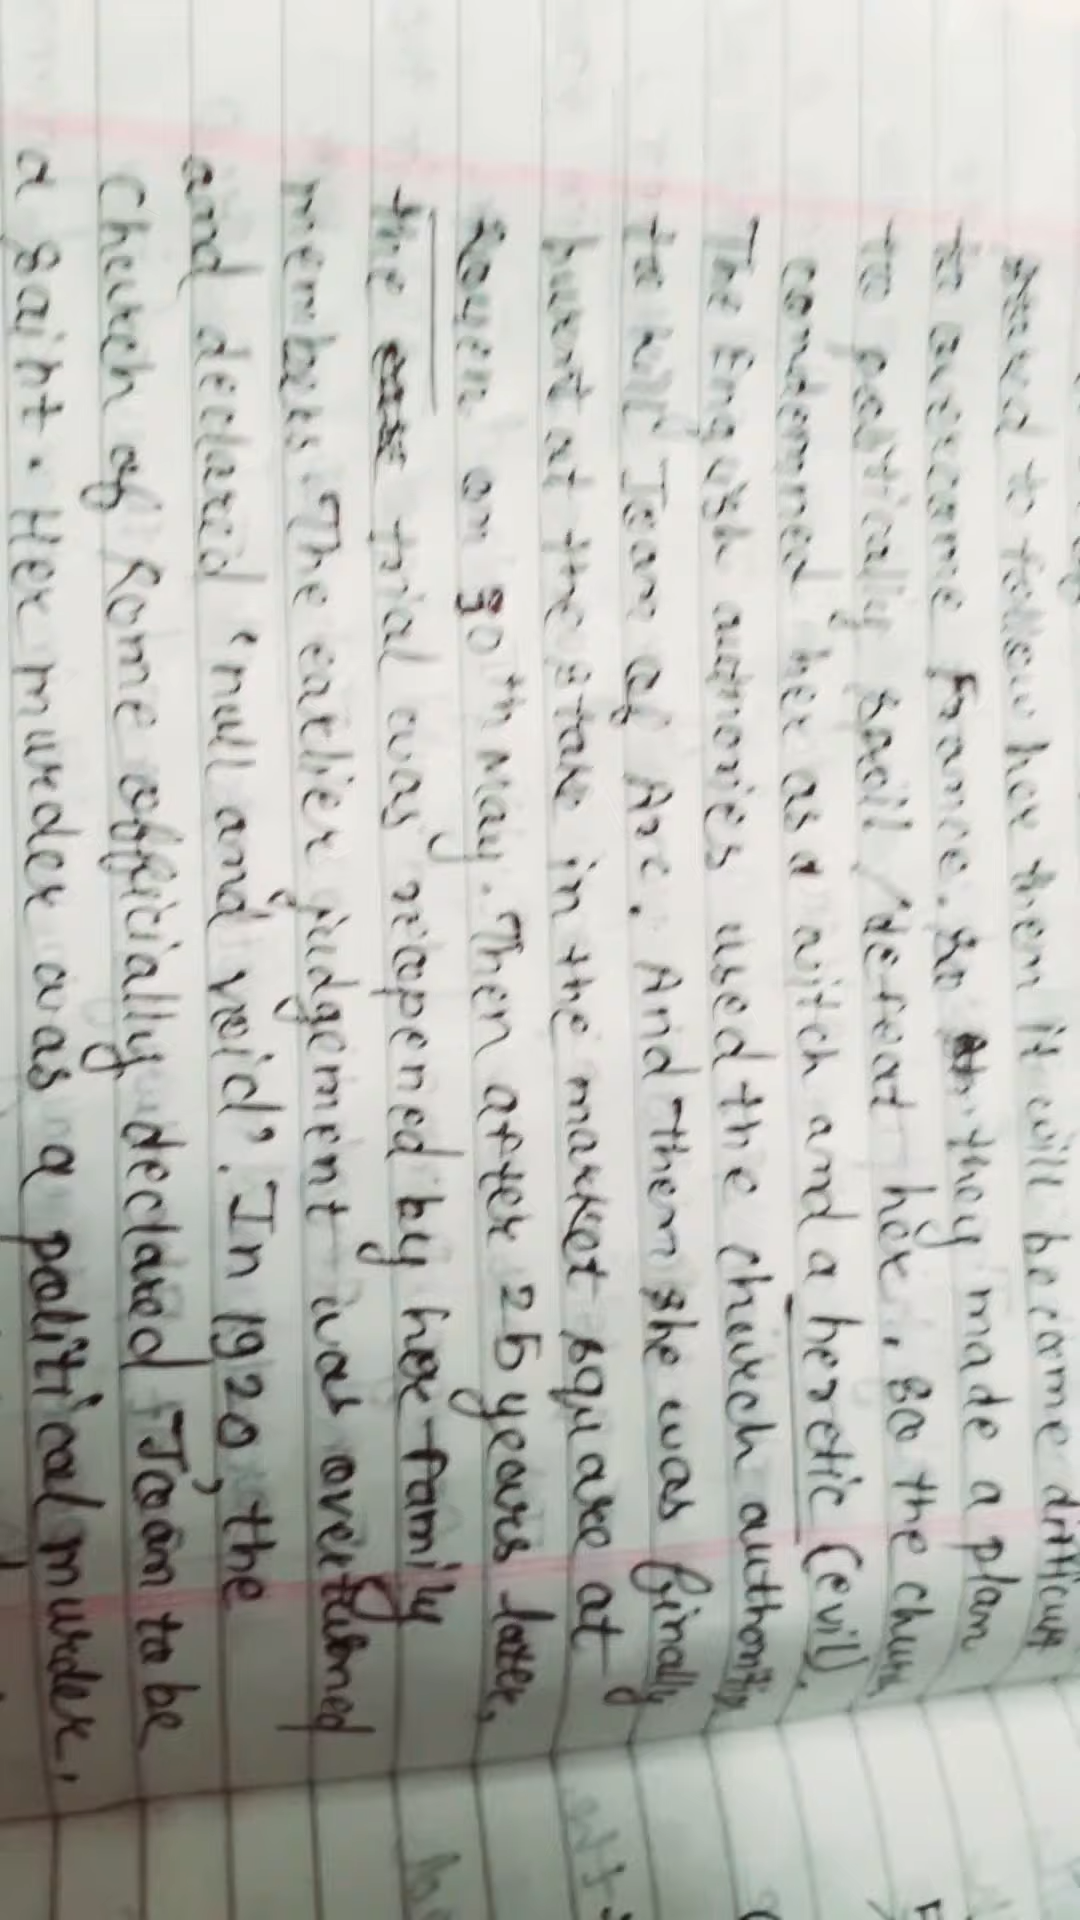 to follow her then it will become difficult
to overcome France. So they made a plan
to politically spoil / defeat her. So the church
condemned her as a witch and a heretic (evil).
The English authories used the church authorities
to kill Joan of Arc. And then she was finally
burnt at the stake in the market square at
Rouen on 30th May. Then after 25 years later,
the trial was reopened by her family
members. The earlier judgement was overturned
and declared 'null and void'. In 1920, the
Church of Rome officially declared Joan to be
a saint. Her murder was a political murder.